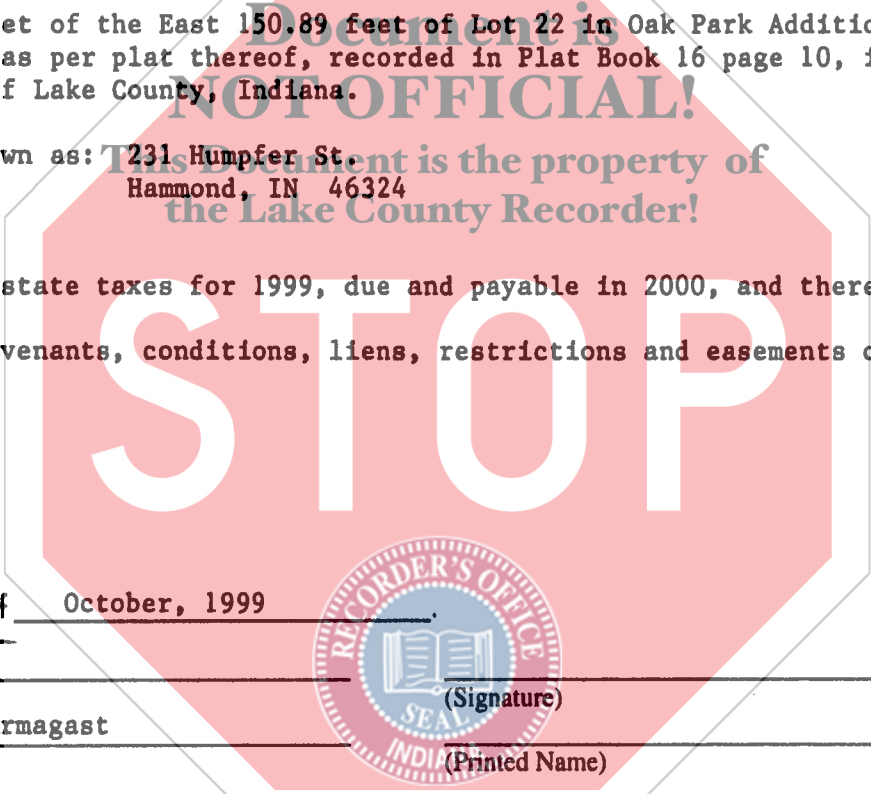 et of the East 150.89 feet of Lot 22 in Oak Park Additio
Document is
as per plat thereof, recorded in Plat Book 16 page 10, i
f Lake County, Indiana.
NOT OFFICIAL!
wn as: 231 Humpfer St.
This Document is the property of
Hammond, IN 46324
the Lake County Recorder!
state taxes for 1999, due and payable in 2000, and there
venants, conditions, liens, restrictions and easements o
STOP
f October, 1999
RECORDER'S OFFICE
SEAL
INDIANA
(Signature)
rmagast
(Printed Name)